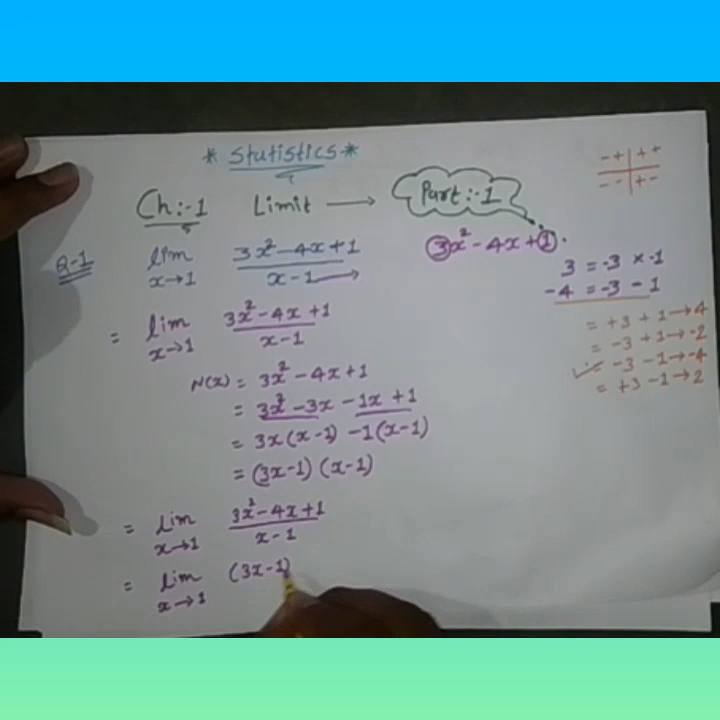 * Statistics *
Ch:-1 Limit → Part:-1
Q-1 lim x→1 3x²-4x+1 / x-1 →
= lim x→1 3x²-4x+1 / x-1
N(x) = 3x²-4x+1
= 3x²-3x-1x+1
= 3x(x-1) -1(x-1)
= (3x-1)(x-1)
= lim x→1 3x²-4x+1 / x-1
= lim x→1 (3x-1)
-+ | ++
-- | +-
3x²-4x+1.
3 = -3 x -1
-4 = -3 - 1
= +3 + 1 → 4
= -3 + 1 → -2
✓= -3 - 1 → -4
= +3 - 1 → 2